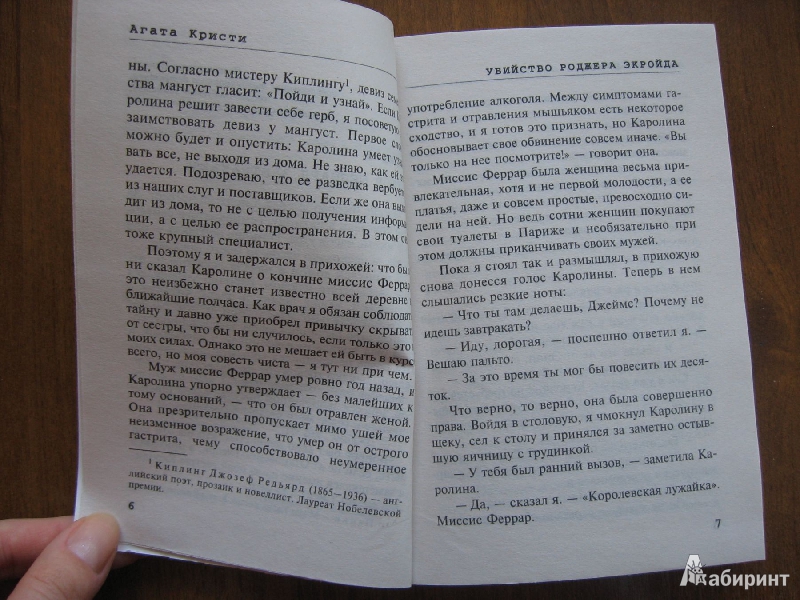 Агата Кристи
ны. Согласно мистеру Киплингу¹, девиз
ства мангуст гласит: «Пойди и узнай». Если
ролина решит завести себе герб, я посоветую
заимствовать девиз у мангуст. Первое
можно будет и опустить: Каролина умеет
вать все, не выходя из дома. Не знаю, как ей
удается. Подозреваю, что ее разведка вербует
из наших слуг и поставщиков. Если же она
дит из дома, то не с целью получения информ
ции, а с целью ее распространения. В этом
тоже крупный специалист.
Поэтому я и задержался в прихожей: что бы
ни сказал Каролине о кончине миссис Феррар
это неизбежно станет известно всей деревне
ближайшие полчаса. Как врач я обязан соблюдать
тайну и давно уже приобрел привычку скрывать
от сестры, что бы ни случилось, если только это
моих силах. Однако это не мешает ей быть в курсе
всего, но моя совесть чиста — я тут ни при чем.
Муж миссис Феррар умер ровно год назад, и
Каролина упорно утверждает — без малейших к
тому оснований, — что он был отравлен женой.
Она презрительно пропускает мимо ушей мое
неизменное возражение, что умер он от острого
гастрита, чему способствовало неумеренное
¹ Киплинг Джозеф Редьярд (1865—1936) — анг-
лийский поэт, прозаик и новеллист. Лауреат Нобелевской
премии.
6
УБИЙСТВО РОДЖЕРА ЭКРОЙДА
употребление алкоголя. Между симптомами га-
стрита и отравления мышьяком есть некоторое
сходство, и я готов это признать, но Каролина
обосновывает свое обвинение совсем иначе. «Вы
только на нее посмотрите!» — говорит она.
Миссис Феррар была женщина весьма при-
влекательная, хотя и не первой молодости, а ее
платья, даже и совсем простые, превосходно си-
дели на ней. Но ведь сотни женщин покупают
свои туалеты в Париже и необязательно при
этом должны приканчивать своих мужей.
Пока я стоял так и размышлял, в прихожую
снова донесся голос Каролины. Теперь в нем
слышались резкие ноты:
— Что ты там делаешь, Джеймс? Почему не
идешь завтракать?
— Иду, дорогая, — поспешно ответил я. —
Вешаю пальто.
— За это время ты мог бы повесить их деся-
ток.
Что верно, то верно, она была совершенно
права. Войдя в столовую, я чмокнул Каролину в
щеку, сел к столу и принялся за заметно остыв-
шую яичницу с грудинкой.
— У тебя был ранний вызов, — заметила Ка-
ролина.
— Да, — сказал я. — «Королевская лужайка».
Миссис Феррар.
7
Лабиринт